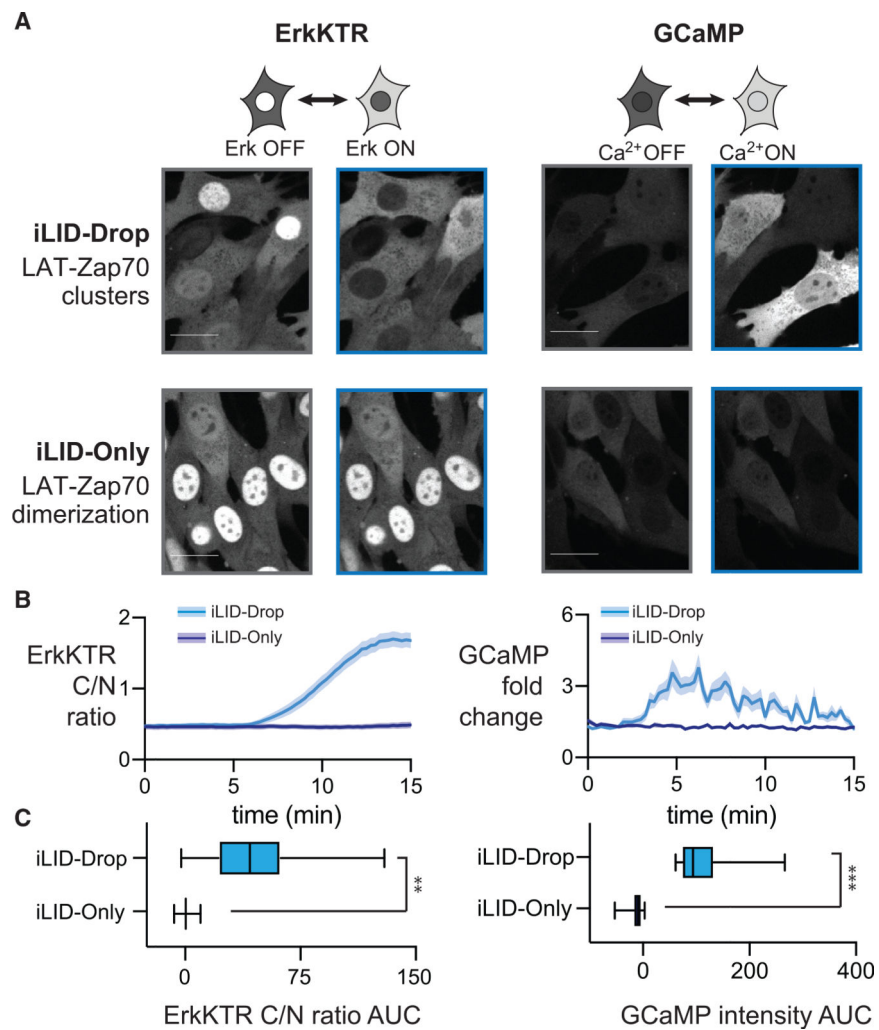 A
ErkKTR
GCaMP
Erk OFF
Erk ON
Ca²⁺OFF
Ca²⁺ON
iLID-Drop
LAT-Zap70
clusters
iLID-Only
LAT-Zap70
dimerization
B
ErkKTR
C/N
ratio
2
1
0
iLID-Drop
iLID-Only
0
5
10
15
time (min)
GCaMP
fold
change
6
3
0
iLID-Drop
iLID-Only
0
5
10
15
time (min)
C
iLID-Drop
iLID-Only
**
0
75
150
ErkKTR C/N ratio AUC
iLID-Drop
iLID-Only
***
0
200
400
GCaMP intensity AUC